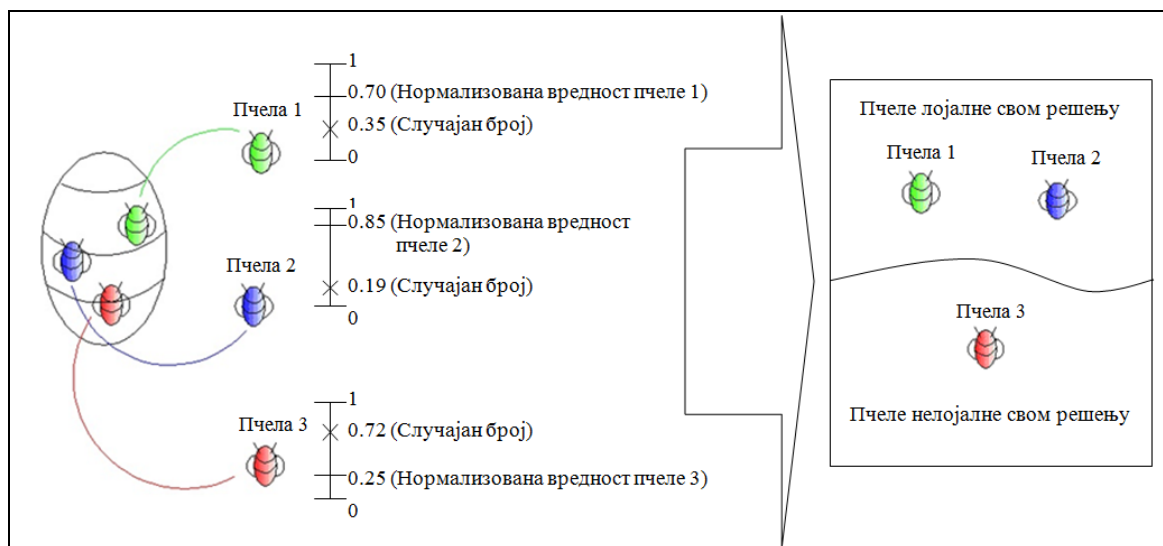 Пчела 1
1
0.70 (Нормализована вредност пчеле 1)
0.35 (Случајан број)
0
Пчела 2
1
0.85 (Нормализована вредност
пчеле 2)
0.19 (Случајан број)
0
Пчела 3
1
0.72 (Случајан број)
0.25 (Нормализована вредност пчеле 3)
0
Пчеле лојалне свом решењу
Пчела 1
Пчела 2
Пчела 3
Пчеле нелојалне свом решењу